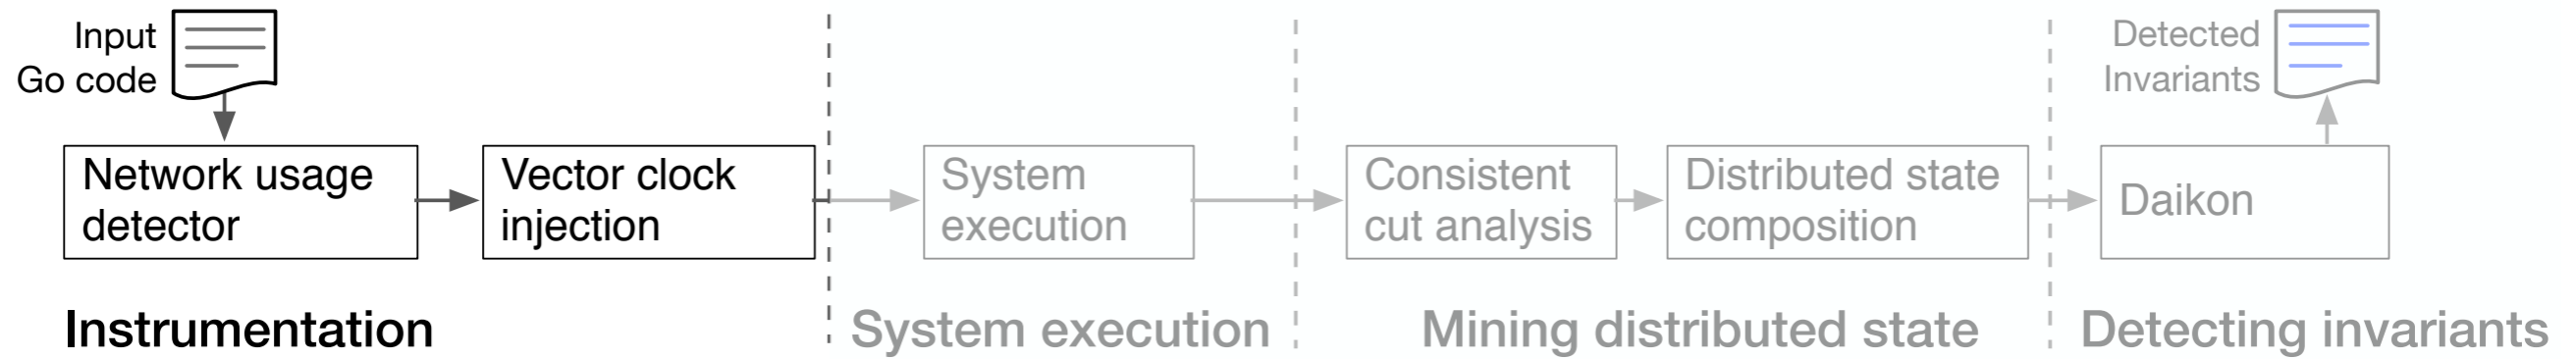 Input
Go code
Network usage
detector
Vector clock
injection
Instrumentation
System
execution
System execution
Consistent
cut analysis
Distributed state
composition
Mining distributed state
Detected
Invariants
Daikon
Detecting invariants